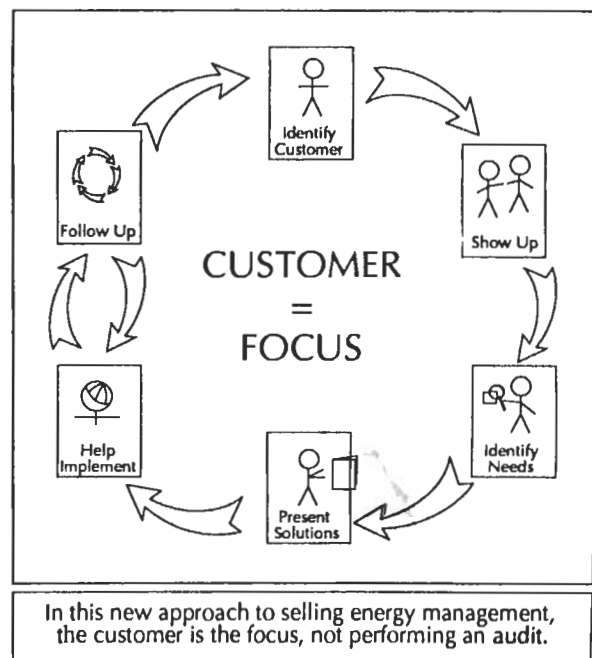 Identify
Customer
Show Up
Identify
Needs
Present
Solutions
Help
Implement
Follow Up
CUSTOMER
=
FOCUS
In this new approach to selling energy management,
the customer is the focus, not performing an audit.